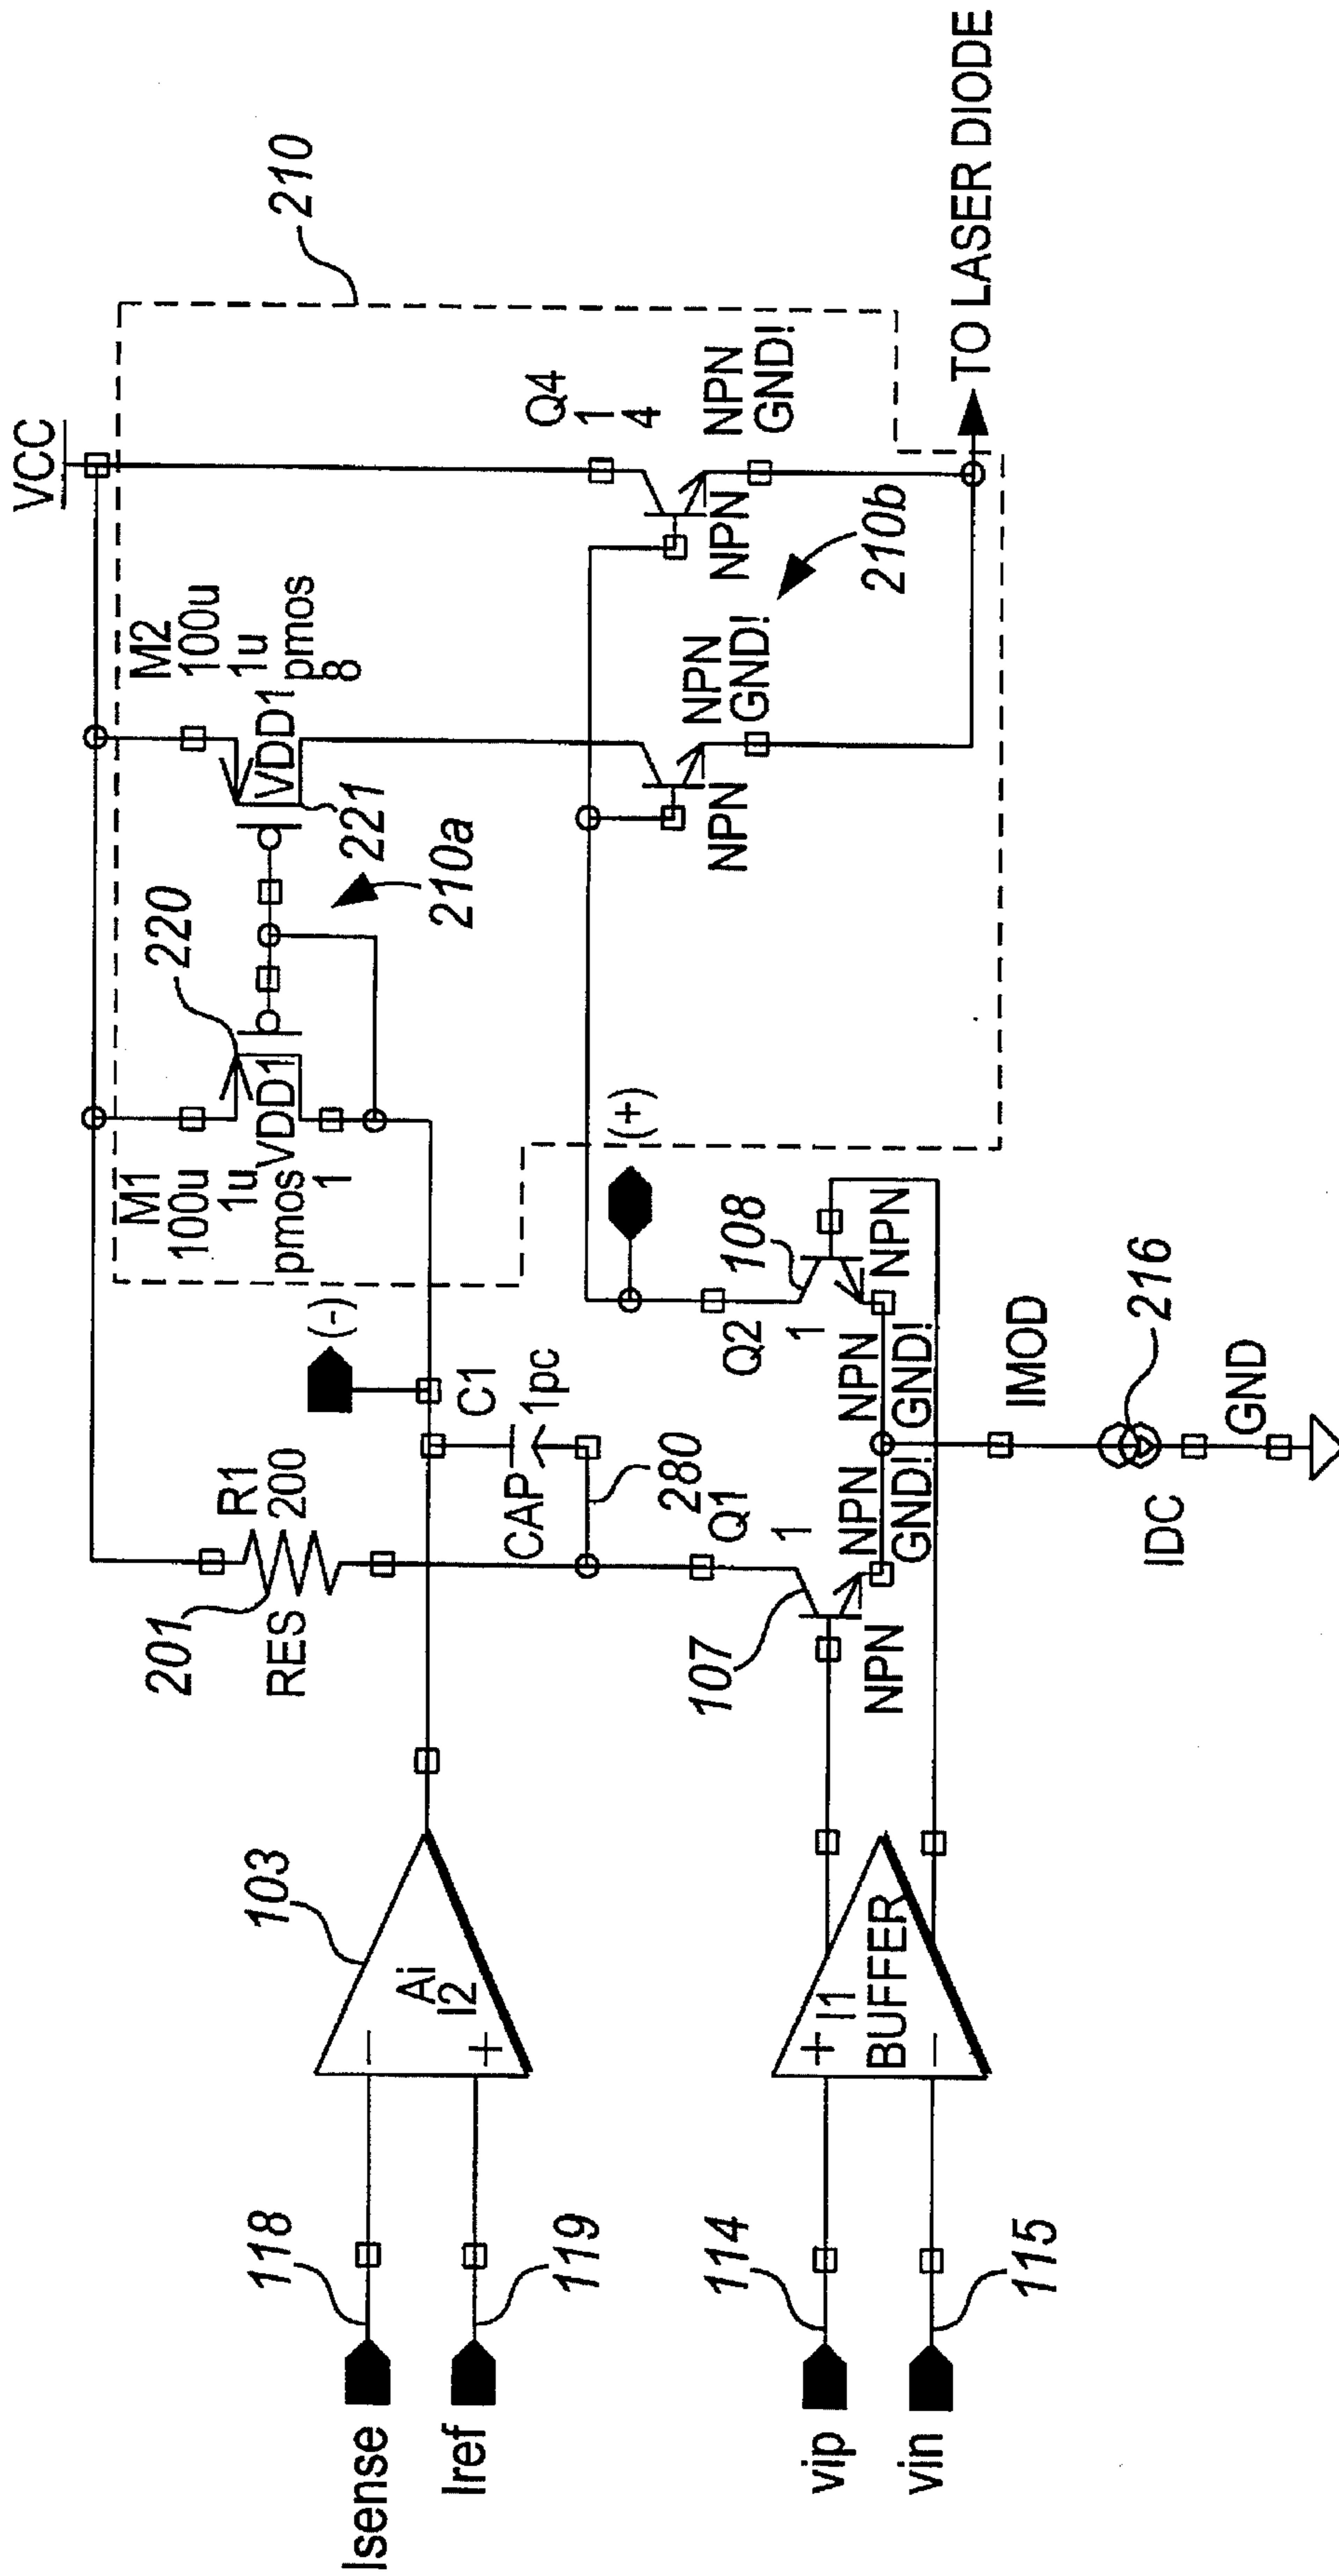 VCC
210
M1
100u
1u
pmos
1
VDD1
220
M2
100u
1u
pmos
8
VDD1
221
210a
Q4
1
4
NPN
NPN
GND!
NPN
NPN
GND!
210b
TO LASER DIODE
R1
200
RES
201
(-)
C1
1pc
CAP
280
(+)
Q1
1
107
NPN
NPN
GND!
Q2
1
108
NPN
NPN
GND!
IMOD
216
IDC
GND
103
Ai
I2
−
+
118
Isense
119
Iref
+
I1
BUFFER
−
114
vip
115
vin